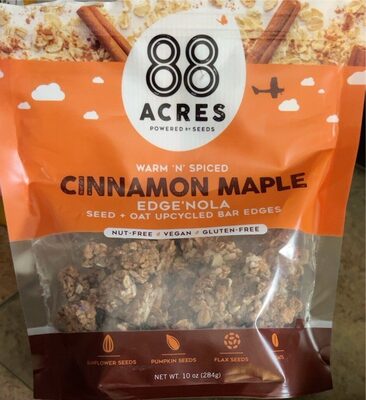 88
ACRES
POWERED BY SEEDS
WARM 'N' SPICED
CINNAMON MAPLE
EDGE'NOLA
SEED + OAT UPCYCLED BAR EDGES
NUT-FREE VEGAN GLUTEN-FREE
SUNFLOWER SEEDS PUMPKIN SEEDS FLAX SEEDS
NET WT. 10 oz (284g)